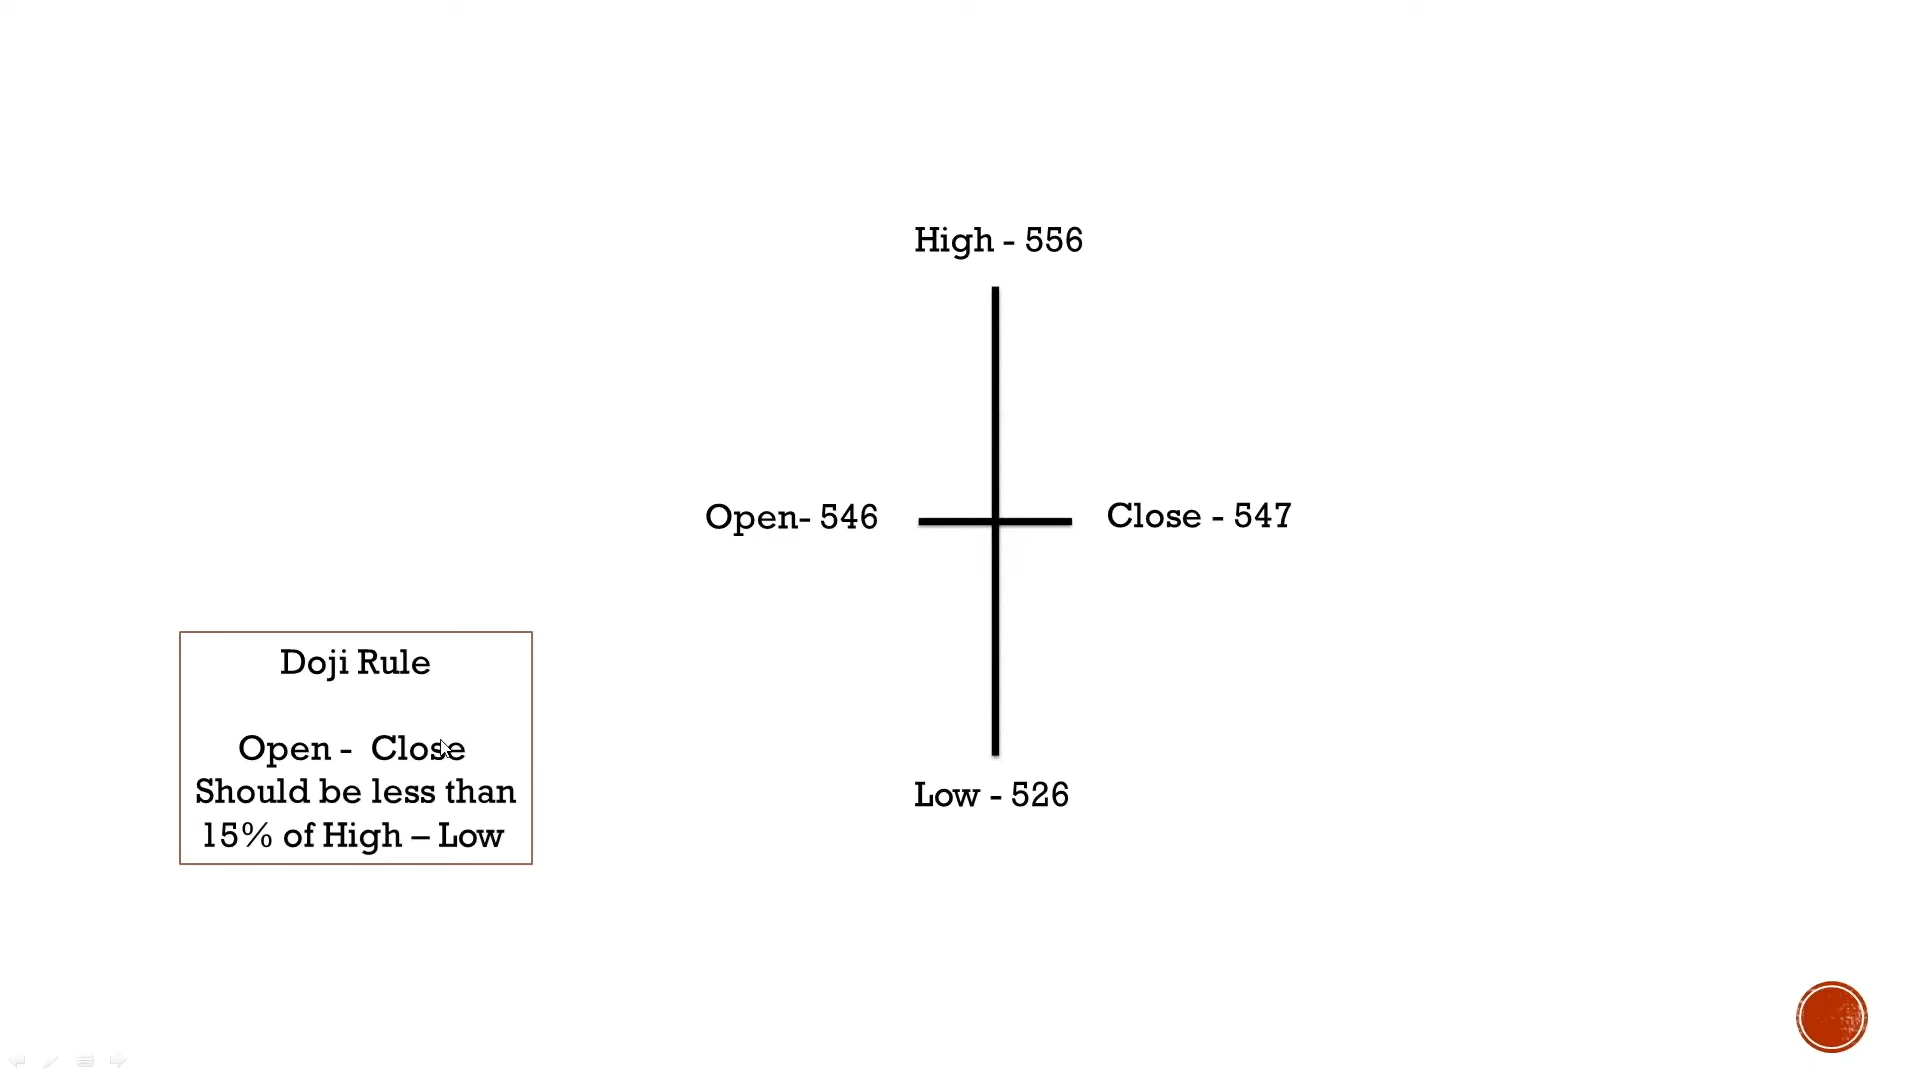 High - 556
Open- 546
Close - 547
Low - 526
Doji Rule
Open - Close
Should be less than
15% of High – Low